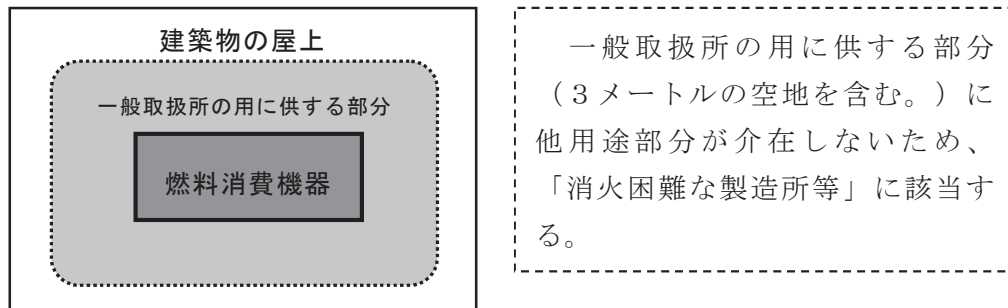 建築物の屋上
一般取扱所の用に供する部分
燃料消費機器
一般取扱所の用に供する部分
（３メートルの空地を含む。）に
他用途部分が介在しないため、
「消火困難な製造所等」に該当す
る。